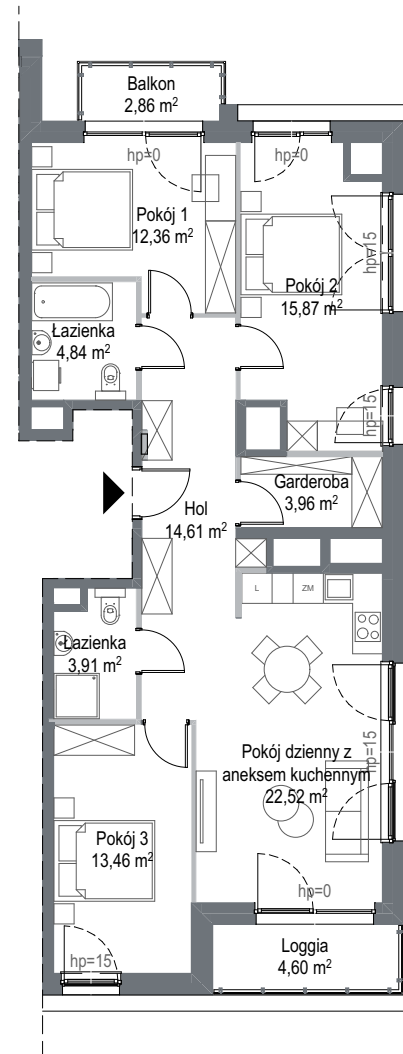 Balkon
2,86 m²
hp=0
hp=0
Pokój 1
12,36 m²
hp=15
Pokój 2
15,87 m²
Łazienka
4,84 m²
hp=15
Garderoba
3,96 m²
Hol
14,61 m²
L
ZM
Łazienka
3,91 m²
hp=15
Pokój dzienny z
aneksem kuchennym
22,52 m²
Pokój 3
13,46 m²
hp=0
hp=15
Loggia
4,60 m²